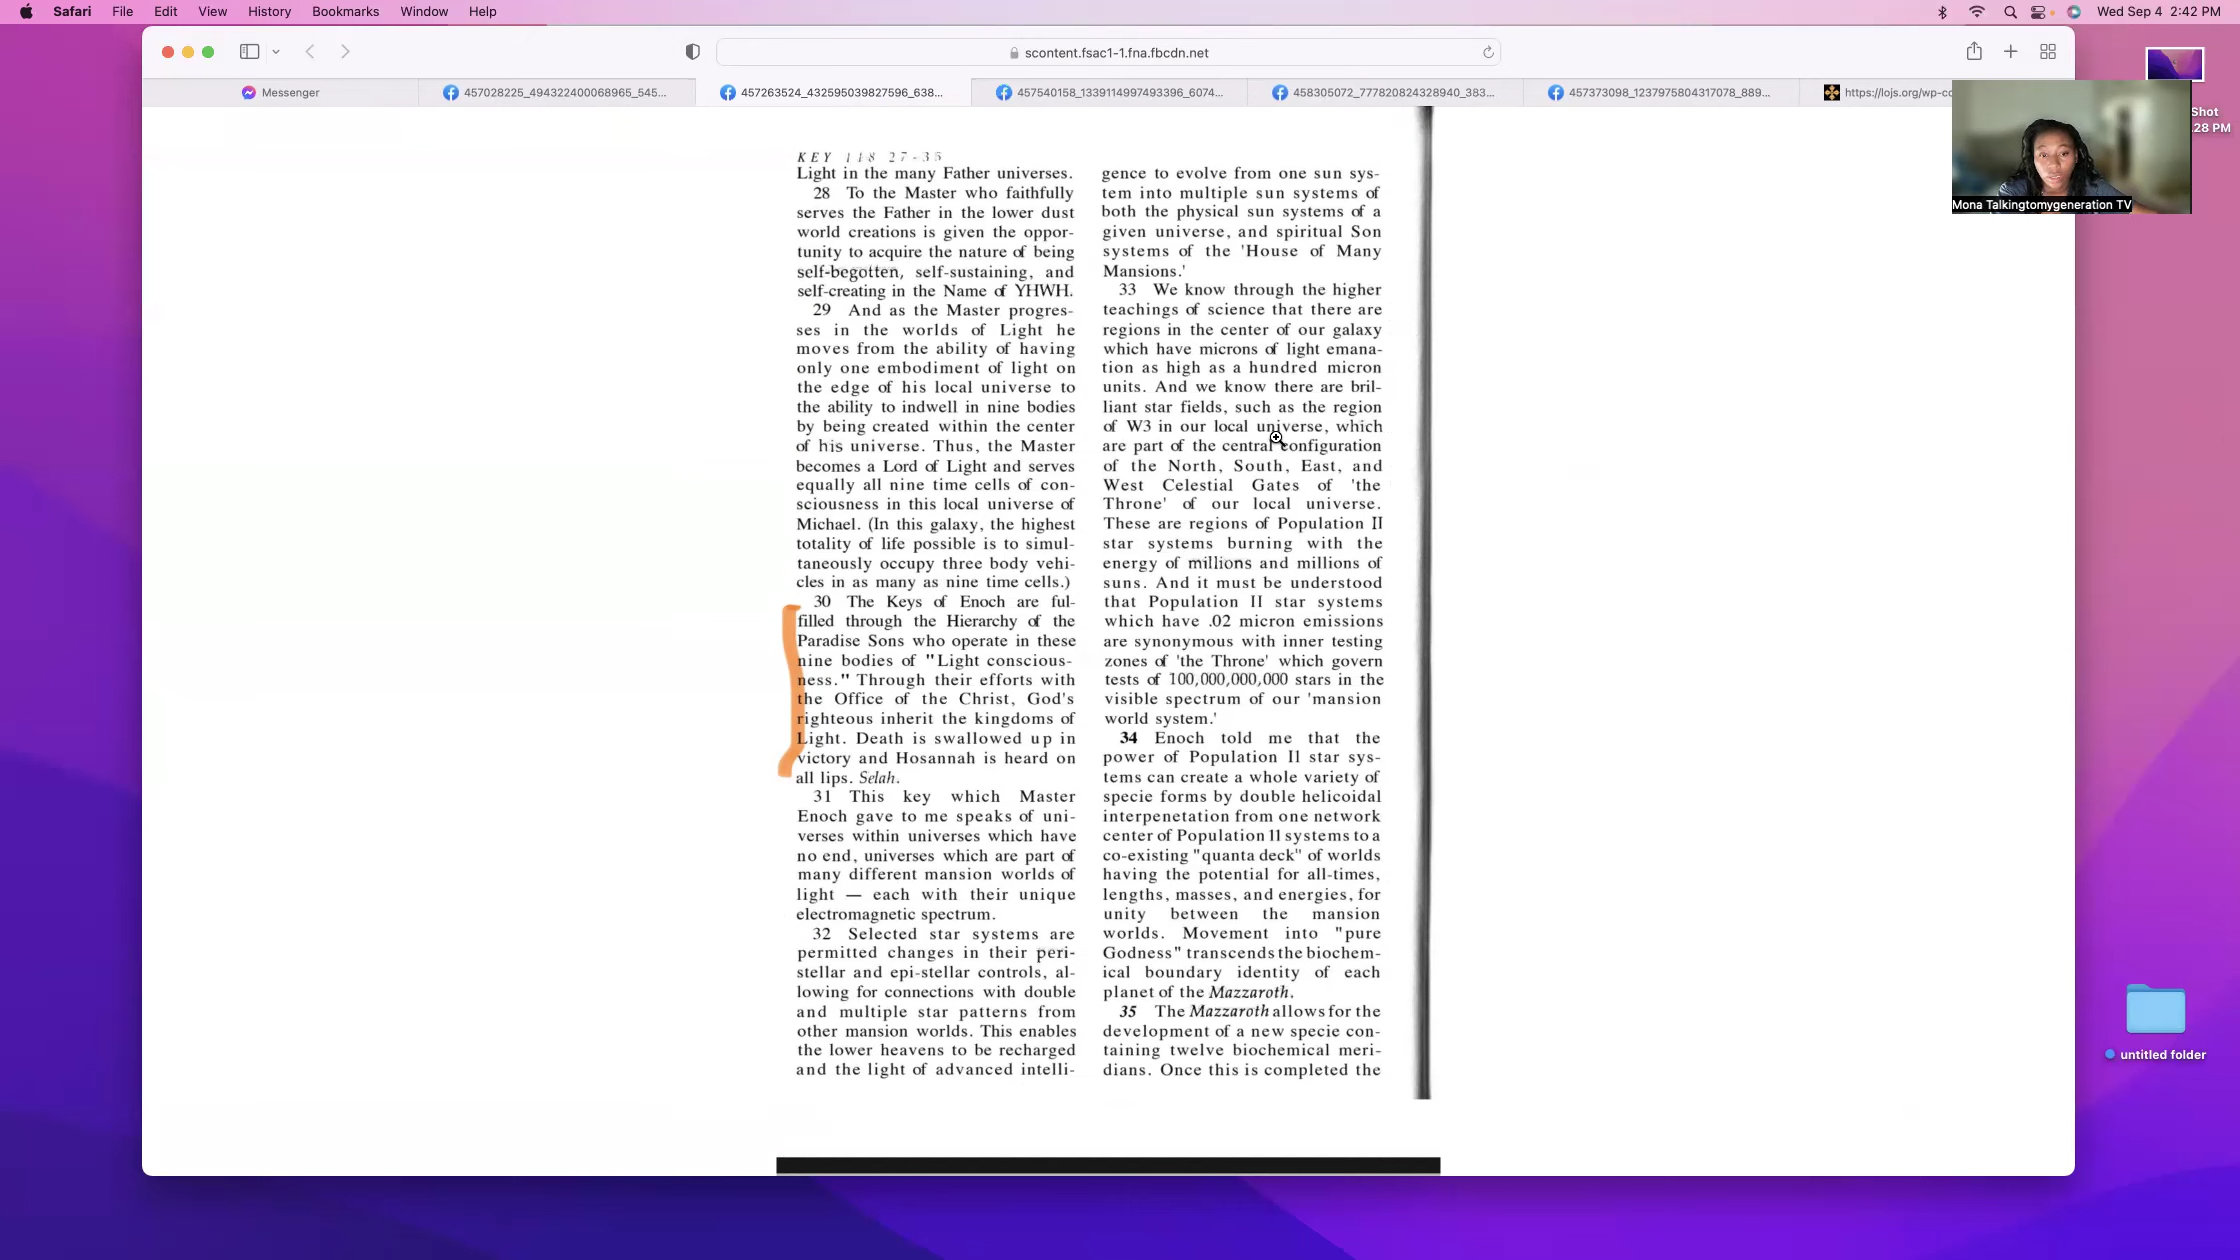 Safari File Edit View History Bookmarks Window Help
Wed Sep 4 2:42 PM
scontent.fsac1-1.fna.fbcdn.net
Messenger
457028225_494322400068965_545...
457263524_432595039827596_638...
457540158_1339114997493396_6074...
458305072_777820824328940_383...
457373098_1237975804317078_889...
https://lojs.org/wp-co
Shot
28 PM
Mona Talkingtomygeneration TV
KEY 118 27-35
Light in the many Father universes.
28 To the Master who faithfully
serves the Father in the lower dust
world creations is given the oppor-
tunity to acquire the nature of being
self-begotten, self-sustaining, and
self-creating in the Name of YHWH.
29 And as the Master progres-
ses in the worlds of Light he
moves from the ability of having
only one embodiment of light on
the edge of his local universe to
the ability to indwell in nine bodies
by being created within the center
of his universe. Thus, the Master
becomes a Lord of Light and serves
equally all nine time cells of con-
sciousness in this local universe of
Michael. (In this galaxy, the highest
totality of life possible is to simul-
taneously occupy three body vehi-
cles in as many as nine time cells.)
30 The Keys of Enoch are ful-
filled through the Hierarchy of the
Paradise Sons who operate in these
nine bodies of "Light conscious-
ness." Through their efforts with
the Office of the Christ, God's
righteous inherit the kingdoms of
Light. Death is swallowed up in
victory and Hosannah is heard on
all lips. Selah.
31 This key which Master
Enoch gave to me speaks of uni-
verses within universes which have
no end, universes which are part of
many different mansion worlds of
light — each with their unique
electromagnetic spectrum.
32 Selected star systems are
permitted changes in their peri-
stellar and epi-stellar controls, al-
lowing for connections with double
and multiple star patterns from
other mansion worlds. This enables
the lower heavens to be recharged
and the light of advanced intelli-
gence to evolve from one sun sys-
tem into multiple sun systems of
both the physical sun systems of a
given universe, and spiritual Son
systems of the 'House of Many
Mansions.'
33 We know through the higher
teachings of science that there are
regions in the center of our galaxy
which have microns of light emana-
tion as high as a hundred micron
units. And we know there are bril-
liant star fields, such as the region
of W3 in our local universe, which
are part of the central configuration
of the North, South, East, and
West Celestial Gates of 'the
Throne' of our local universe.
These are regions of Population II
star systems burning with the
energy of millions and millions of
suns. And it must be understood
that Population II star systems
which have .02 micron emissions
are synonymous with inner testing
zones of 'the Throne' which govern
tests of 100,000,000,000 stars in the
visible spectrum of our 'mansion
world system.'
34 Enoch told me that the
power of Population II star sys-
tems can create a whole variety of
specie forms by double helicoidal
interpenetation from one network
center of Population 11 systems to a
co-existing "quanta deck" of worlds
having the potential for all-times,
lengths, masses, and energies, for
unity between the mansion
worlds. Movement into "pure
Godness" transcends the biochem-
ical boundary identity of each
planet of the Mazzaroth.
35 The Mazzaroth allows for the
development of a new specie con-
taining twelve biochemical meri-
dians. Once this is completed the
untitled folder